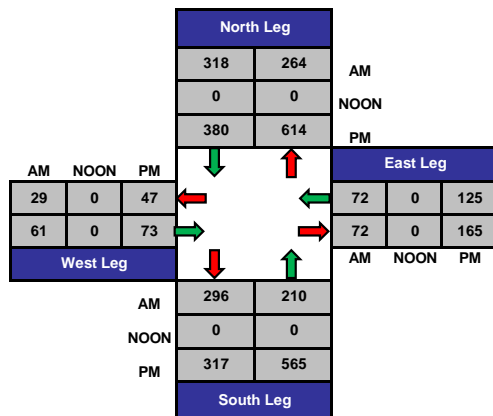 North Leg
318 264 AM
0 0 NOON
380 614 PM
AM NOON PM East Leg
29 0 47 72 0 125
61 0 73 72 0 165
West Leg AM NOON PM
AM 296 210
NOON 0 0
PM 317 565
South Leg